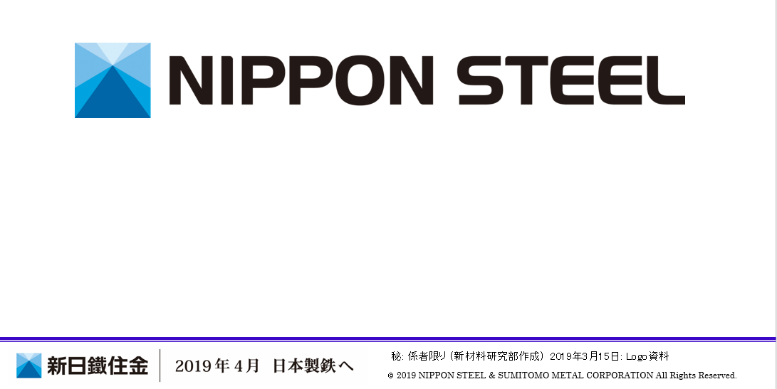 NIPPON STEEL
新日鐵住金
2019年4月 日本製鉄へ
秘: 係者限り (新材料研究部作成) 2019年3月15日: Logo資料
© 2019 NIPPON STEEL & SUMITOMO METAL CORPORATION All Rights Reserved.